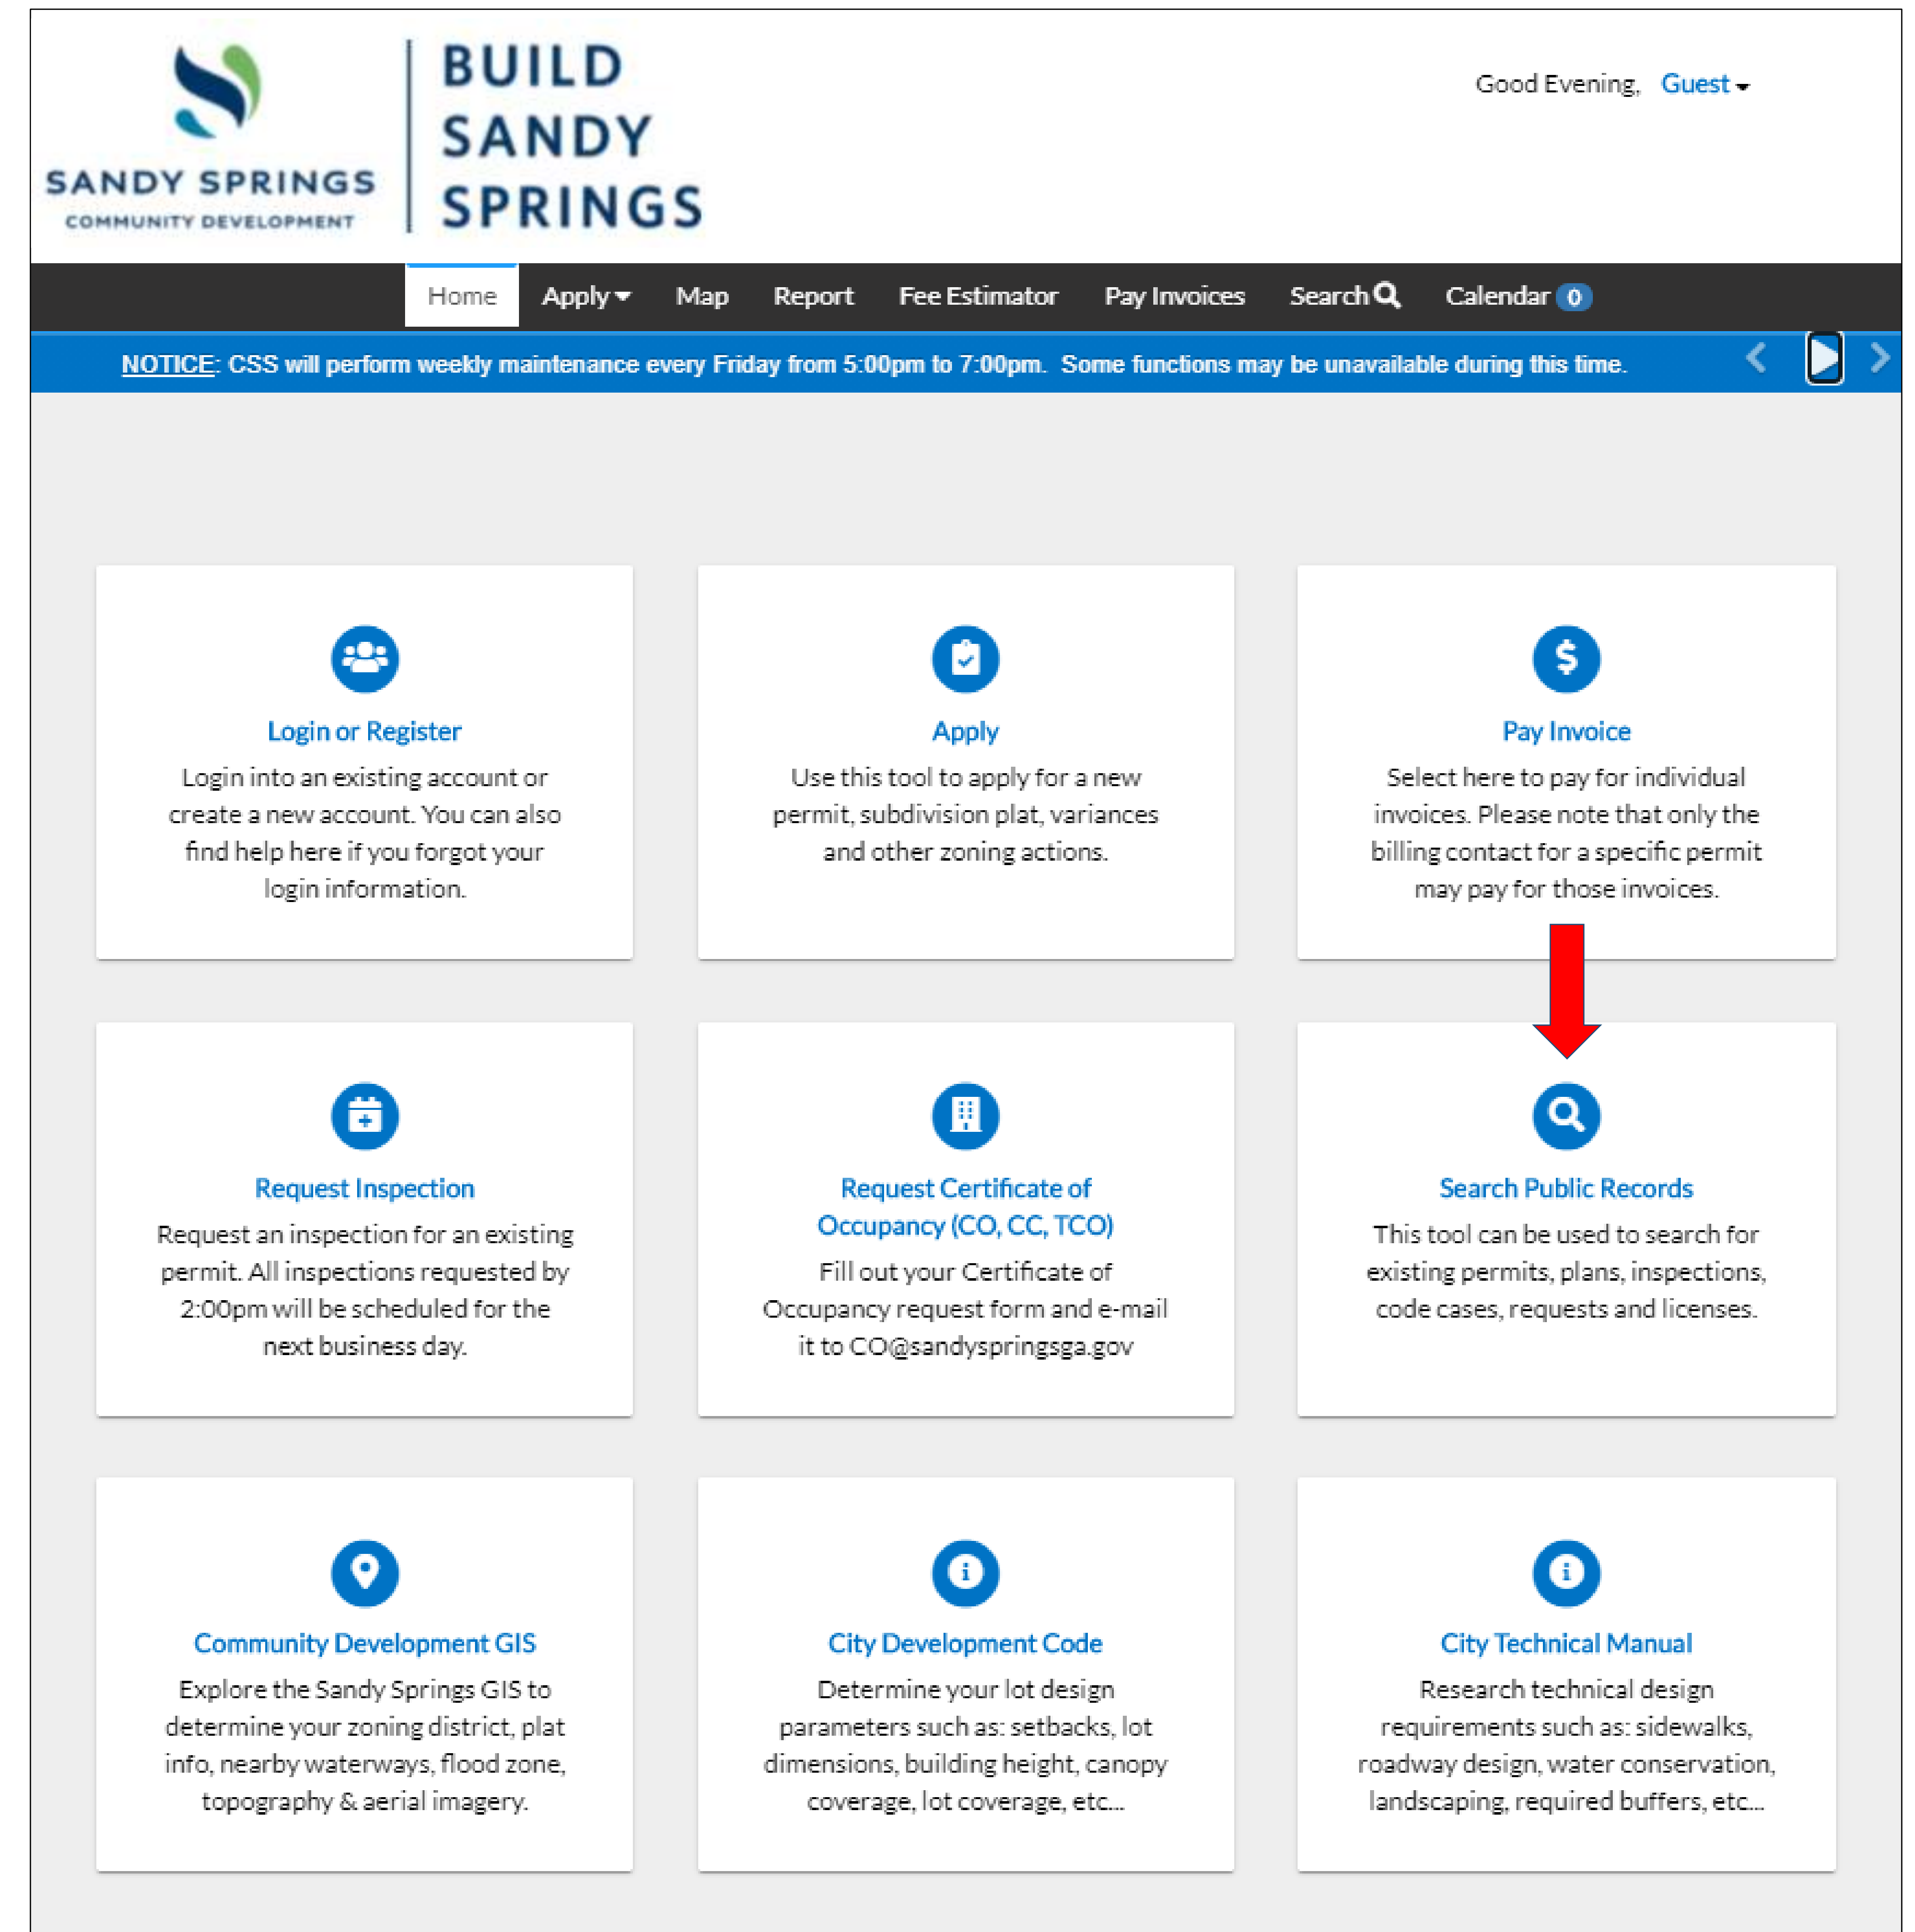 SANDY SPRINGS
COMMUNITY DEVELOPMENT
BUILD
SANDY
SPRINGS
Good Evening, Guest
Home Apply Map Report Fee Estimator Pay Invoices Search Calendar 0
NOTICE: CSS will perform weekly maintenance every Friday from 5:00pm to 7:00pm. Some functions may be unavailable during this time.
Login or Register
Login into an existing account or
create a new account. You can also
find help here if you forgot your
login information.
Apply
Use this tool to apply for a new
permit, subdivision plat, variances
and other zoning actions.
Pay Invoice
Select here to pay for individual
invoices. Please note that only the
billing contact for a specific permit
may pay for those invoices.
Request Inspection
Request an inspection for an existing
permit. All inspections requested by
2:00pm will be scheduled for the
next business day.
Request Certificate of
Occupancy (CO, CC, TCO)
Fill out your Certificate of
Occupancy request form and e-mail
it to CO@sandyspringsga.gov
Search Public Records
This tool can be used to search for
existing permits, plans, inspections,
code cases, requests and licenses.
Community Development GIS
Explore the Sandy Springs GIS to
determine your zoning district, plat
info, nearby waterways, flood zone,
topography & aerial imagery.
City Development Code
Determine your lot design
parameters such as: setbacks, lot
dimensions, building height, canopy
coverage, lot coverage, etc...
City Technical Manual
Research technical design
requirements such as: sidewalks,
roadway design, water conservation,
landscaping, required buffers, etc...